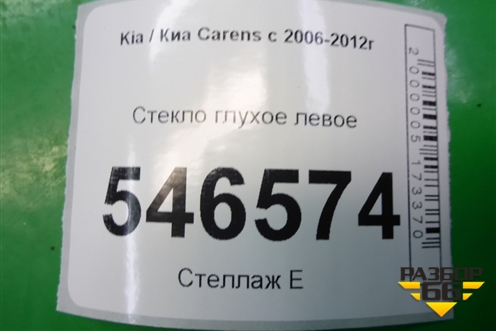 Kia / Киа Carens с 2006-2012г
Стекло глухое левое
546574
Стеллаж Е
2000005173370
РАЗБОР
66